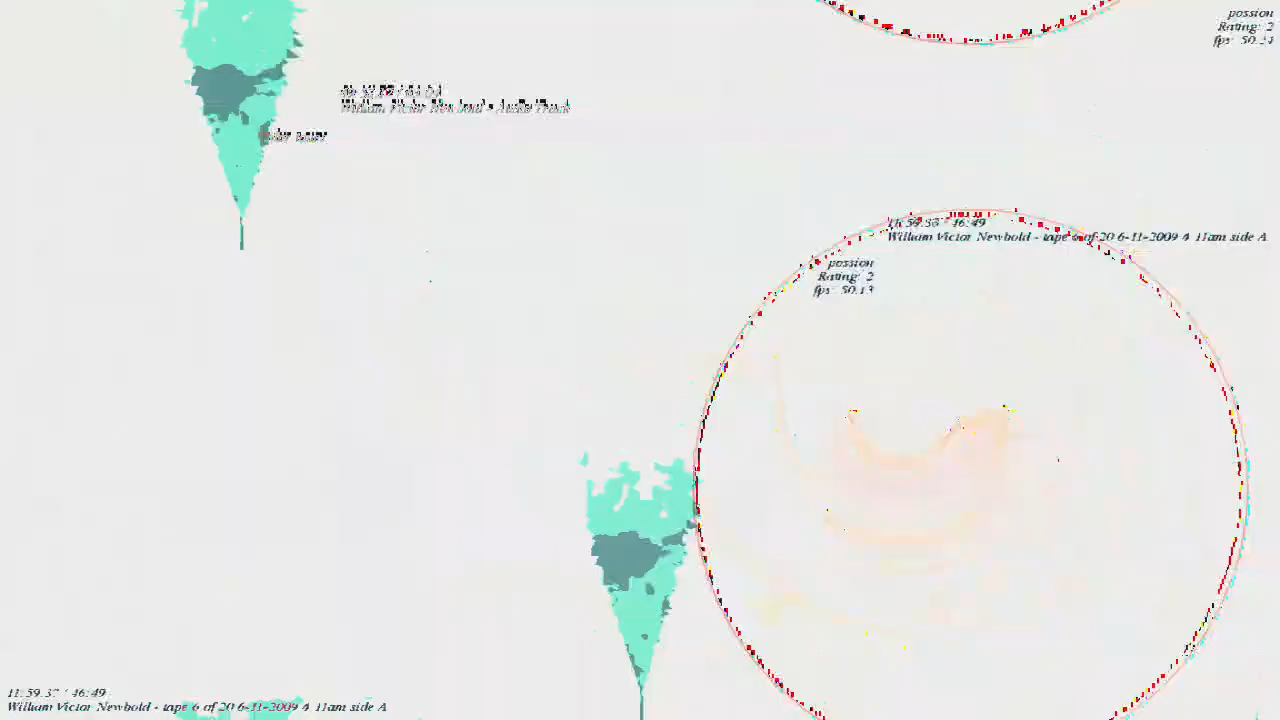 possion
Rating: 2
fps: 50.34
11:59.38 / 46:49
William Victor Newbold - tape 6 of 20 6-11-2009 4 11am side A
possion
Rating: 2
fps: 50.13
11:59.37 / 46:49
William Victor Newbold - tape 6 of 20 6-11-2009 4 11am side A